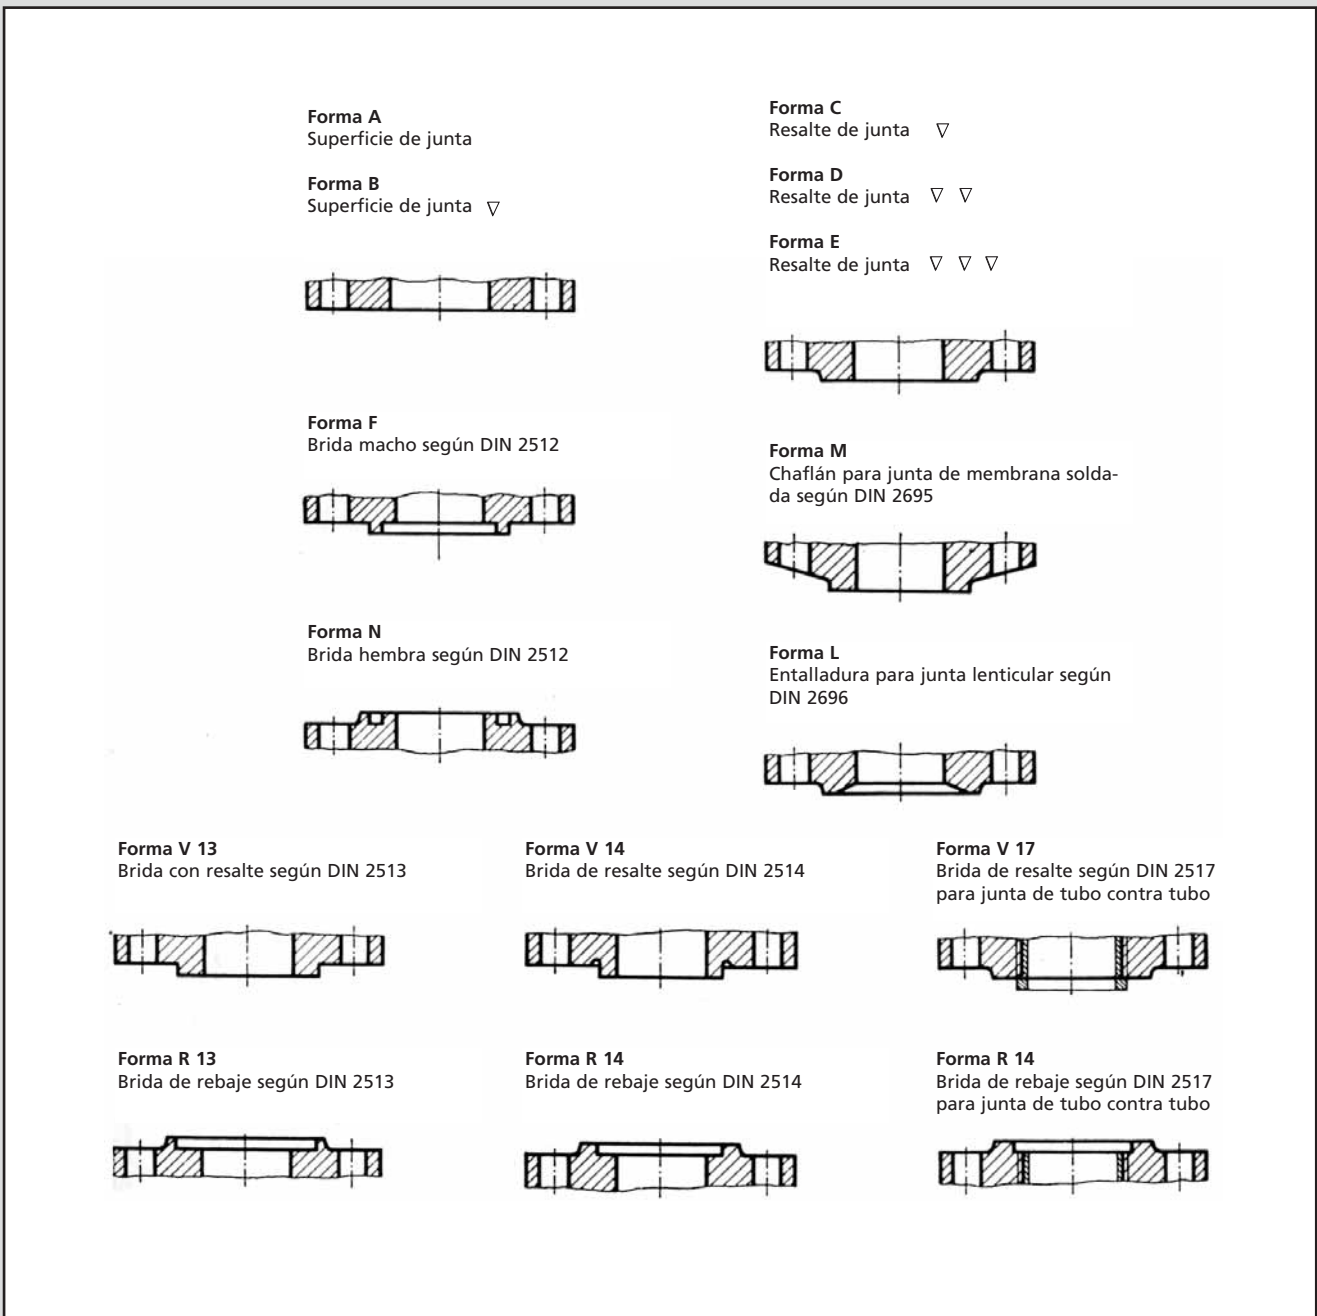 Forma A
Superficie de junta
Forma B
Superficie de junta ▽
Forma C
Resalte de junta ▽
Forma D
Resalte de junta ▽ ▽
Forma E
Resalte de junta ▽ ▽ ▽
Forma F
Brida macho según DIN 2512
Forma M
Chaflán para junta de membrana solda-
da según DIN 2695
Forma N
Brida hembra según DIN 2512
Forma L
Entalladura para junta lenticular según
DIN 2696
Forma V 13
Brida con resalte según DIN 2513
Forma V 14
Brida de resalte según DIN 2514
Forma V 17
Brida de resalte según DIN 2517
para junta de tubo contra tubo
Forma R 13
Brida de rebaje según DIN 2513
Forma R 14
Brida de rebaje según DIN 2514
Forma R 14
Brida de rebaje según DIN 2517
para junta de tubo contra tubo